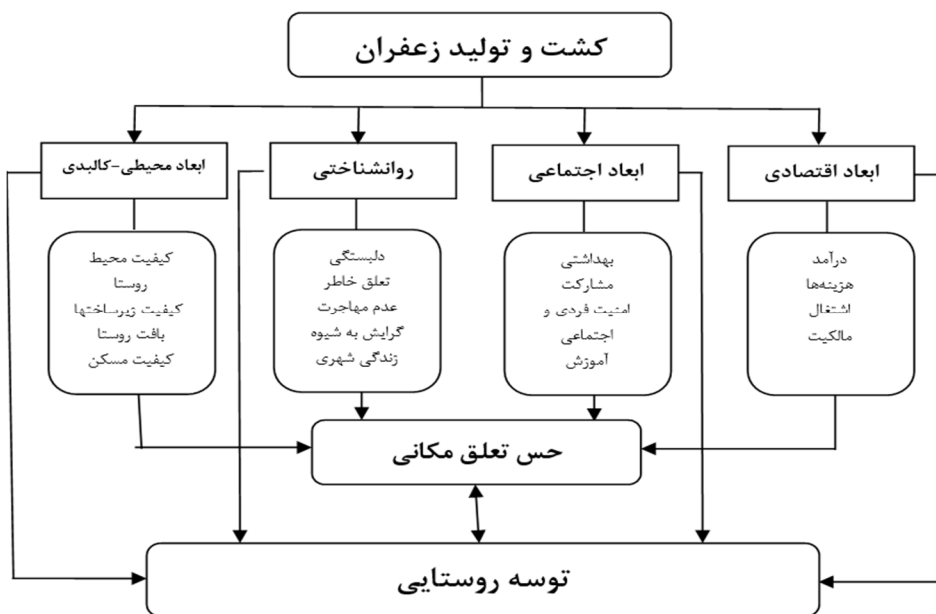 کشت و تولید زعفران
ابعاد اقتصادی
ابعاد اجتماعی
روانشناختی
ابعاد محیطی-کالبدی
درآمد
هزینه‌ها
اشتغال
مالکیت
بهداشتی
مشارکت
امنیت فردی و
اجتماعی
آموزش
دلبستگی
تعلق خاطر
عدم مهاجرت
گرایش به شیوه
زندگی شهری
کیفیت محیط
روستا
کیفیت زیرساختها
بافت روستا
کیفیت مسکن
حس تعلق مکانی
توسه روستایی